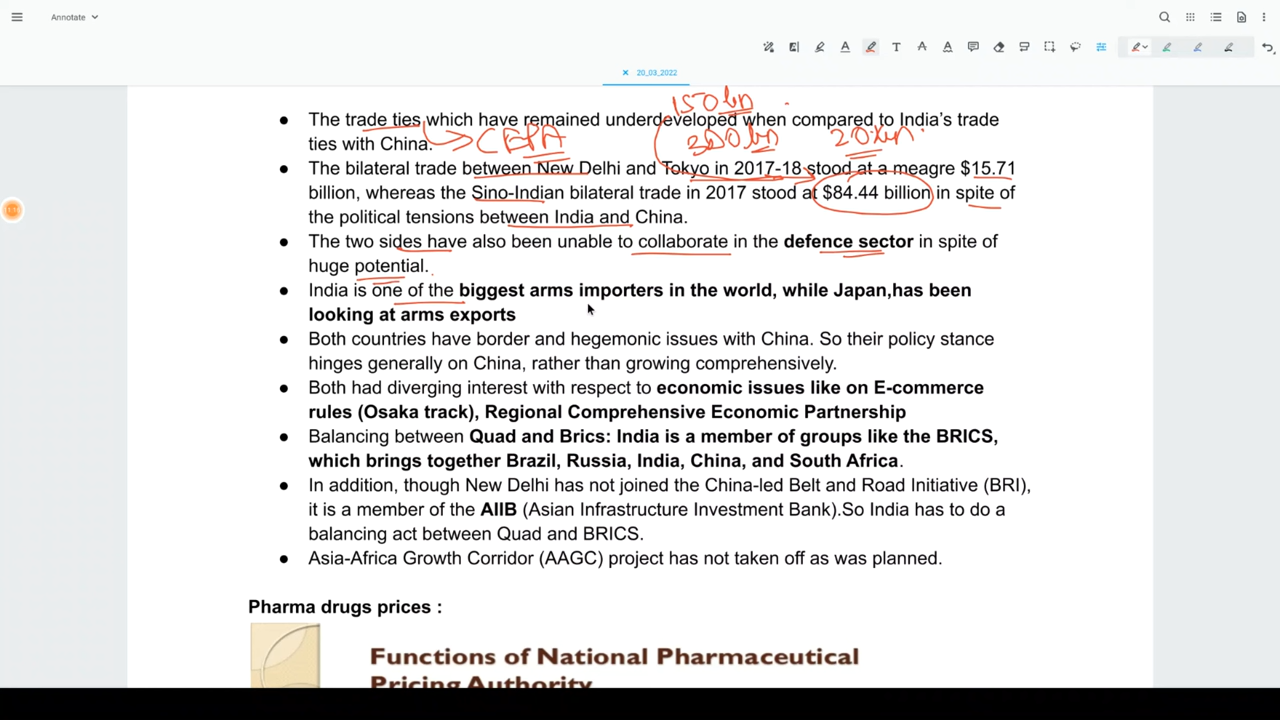 Annotate
20_03_2022
150 bn
● The trade ties which have remained underdeveloped when compared to India's trade
ties with China.
CEPA
300 bn
● The bilateral trade between New Delhi and Tokyo in 2017-18 stood at a meagre $15.71
billion, whereas the Sino-Indian bilateral trade in 2017 stood at $84.44 billion in spite of
the political tensions between India and China.
● The two sides have also been unable to collaborate in the defence sector in spite of
huge potential.
● India is one of the biggest arms importers in the world, while Japan,has been
looking at arms exports
● Both countries have border and hegemonic issues with China. So their policy stance
hinges generally on China, rather than growing comprehensively.
● Both had diverging interest with respect to economic issues like on E-commerce
rules (Osaka track), Regional Comprehensive Economic Partnership
● Balancing between Quad and Brics: India is a member of groups like the BRICS,
which brings together Brazil, Russia, India, China, and South Africa.
● In addition, though New Delhi has not joined the China-led Belt and Road Initiative (BRI),
it is a member of the AIIB (Asian Infrastructure Investment Bank).So India has to do a
balancing act between Quad and BRICS.
● Asia-Africa Growth Corridor (AAGC) project has not taken off as was planned.
Pharma drugs prices :
Functions of National Pharmaceutical
Pricing Authority